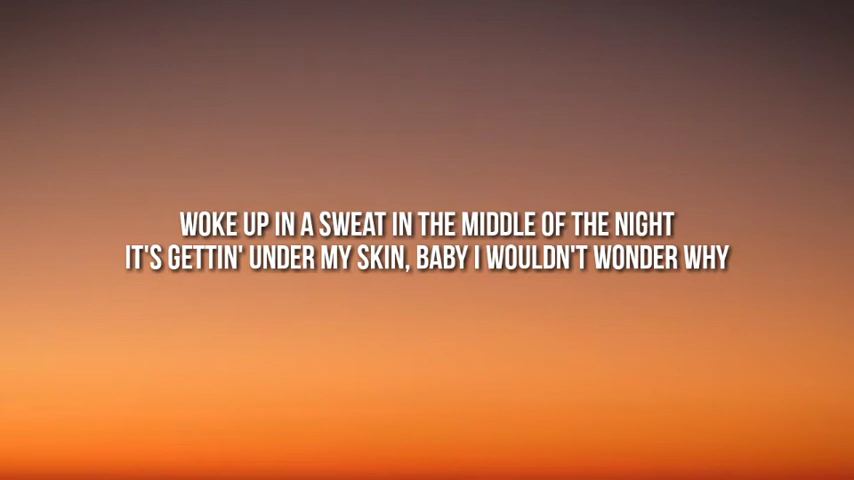 WOKE UP IN A SWEAT IN THE MIDDLE OF THE NIGHT
IT'S GETTIN' UNDER MY SKIN, BABY I WOULDN'T WONDER WHY